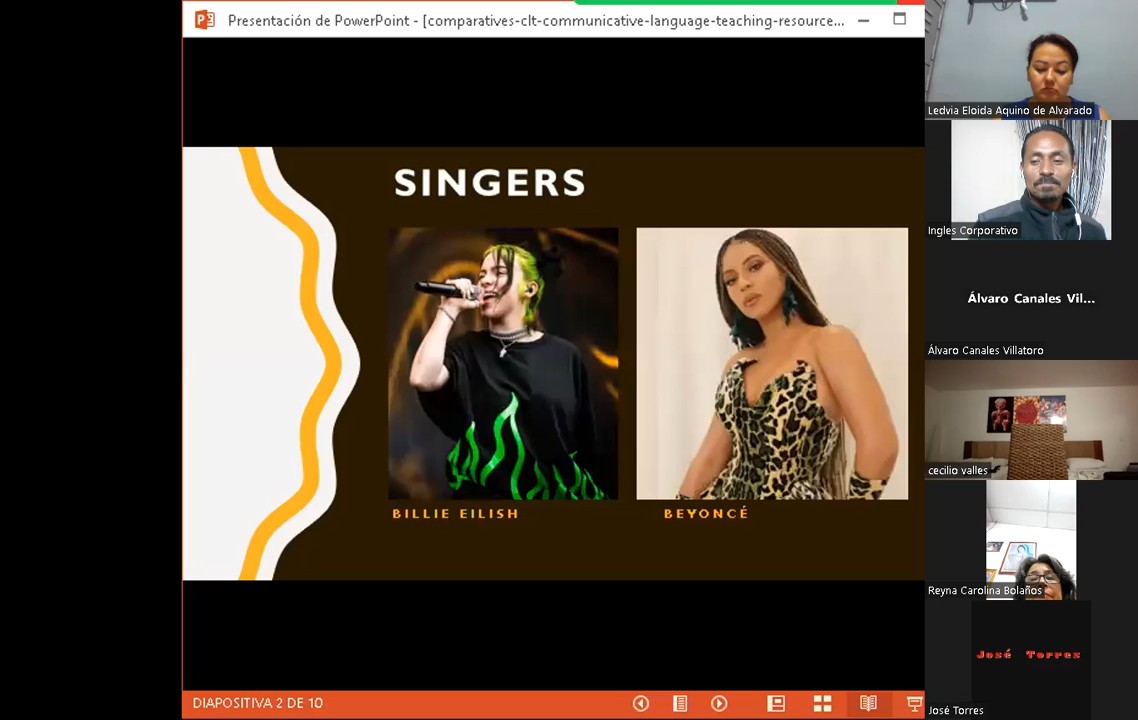 Presentación de PowerPoint - [comparatives-clt-communicative-language-teaching-resource...
SINGERS
BILLIE EILISH
BEYONCÉ
DIAPOSITIVA 2 DE 10
Ledvia Eloida Aquino de Alvarado
Ingles Corporativo
Álvaro Canales Vil...
Álvaro Canales Villatoro
cecilio valles
Reyna Carolina Bolaños
José Torres
José Torres